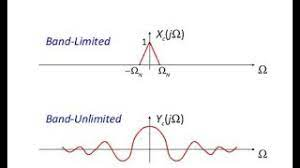 Band-Limited
X_c(jΩ)
1
−Ω_N Ω_N Ω
Band-Unlimited
Y_c(jΩ)
Ω